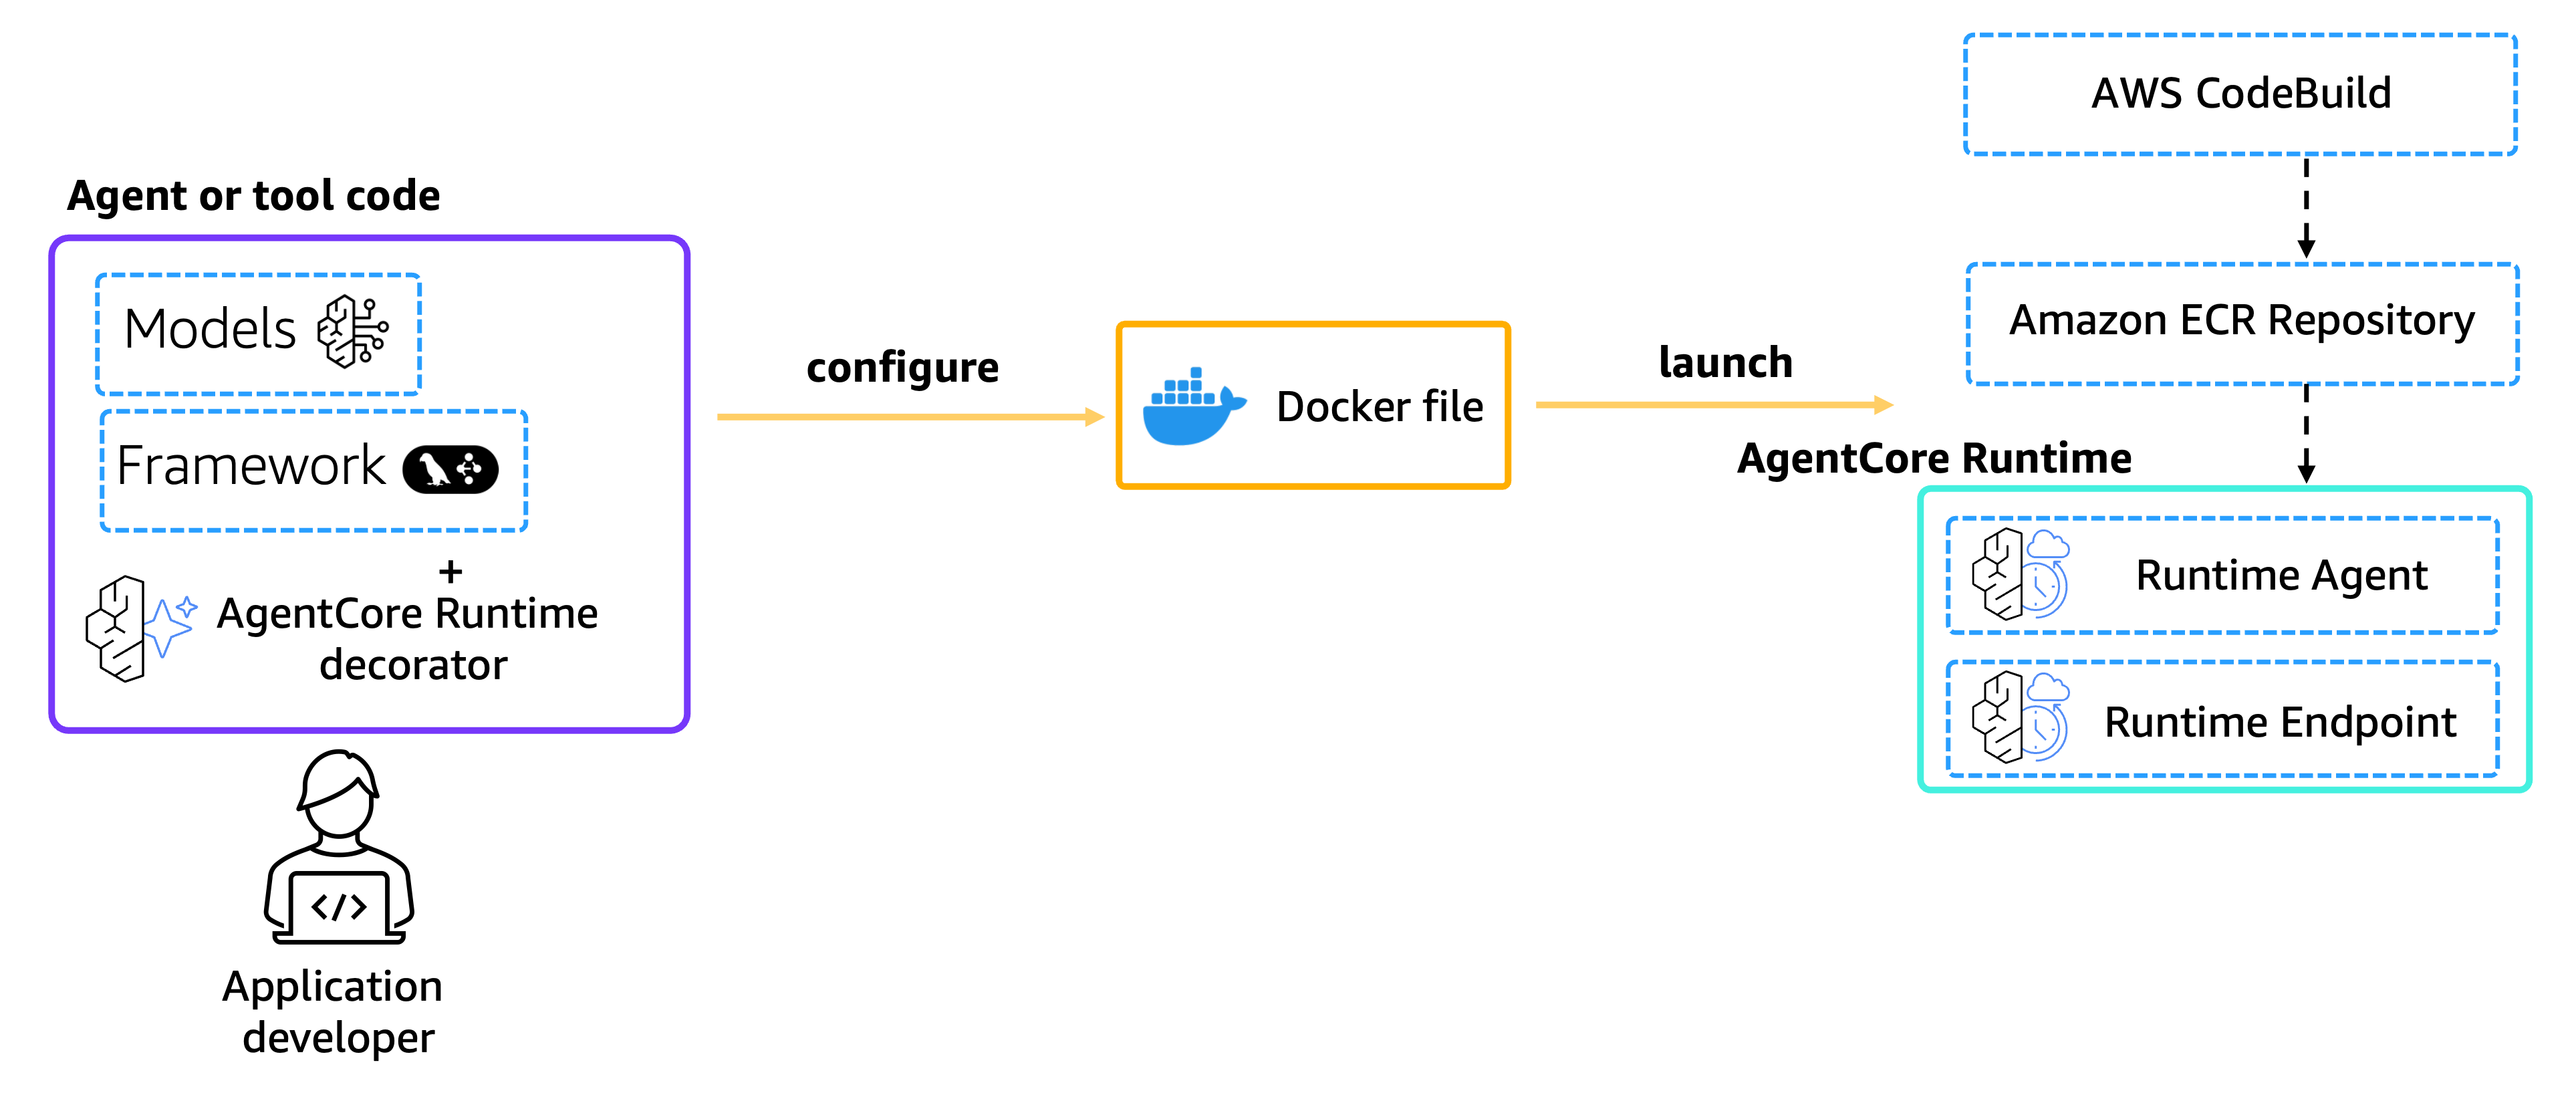 Agent or tool code
Models
Framework
+
AgentCore Runtime
decorator
</>
Application
developer
configure
Docker file
launch
AWS CodeBuild
Amazon ECR Repository
AgentCore Runtime
Runtime Agent
Runtime Endpoint